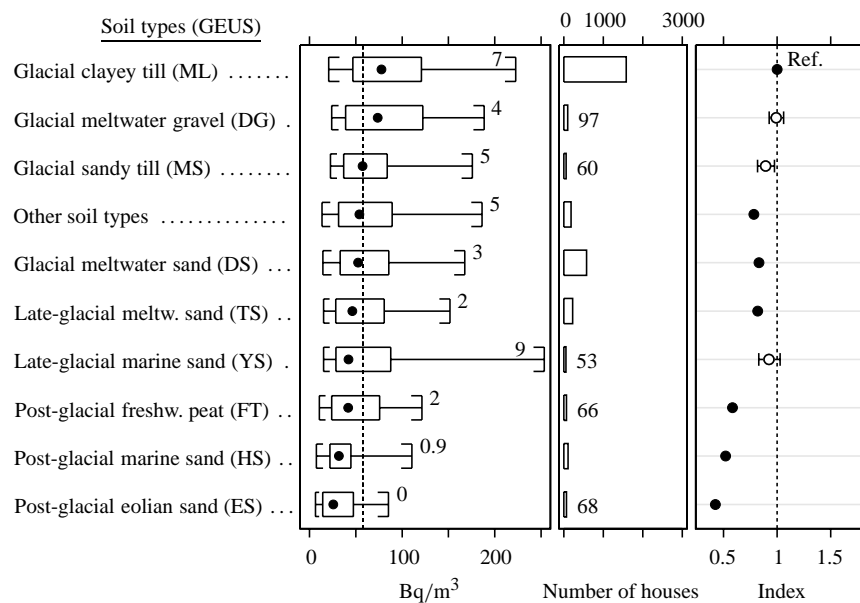 0 1000 3000
Soil types (GEUS)
Glacial clayey till (ML) ....... 7 Ref.
Glacial meltwater gravel (DG) . 4 97
Glacial sandy till (MS) ........ 5 60
Other soil types .............. 5
Glacial meltwater sand (DS) ... 3
Late-glacial meltw. sand (TS) .. 2
Late-glacial marine sand (YS) . 9 53
Post-glacial freshw. peat (FT) .. 2 66
Post-glacial marine sand (HS) .. 0.9
Post-glacial eolian sand (ES) ... 0 68
0 100 200 0.5 1 1.5
Bq/m³ Number of houses Index